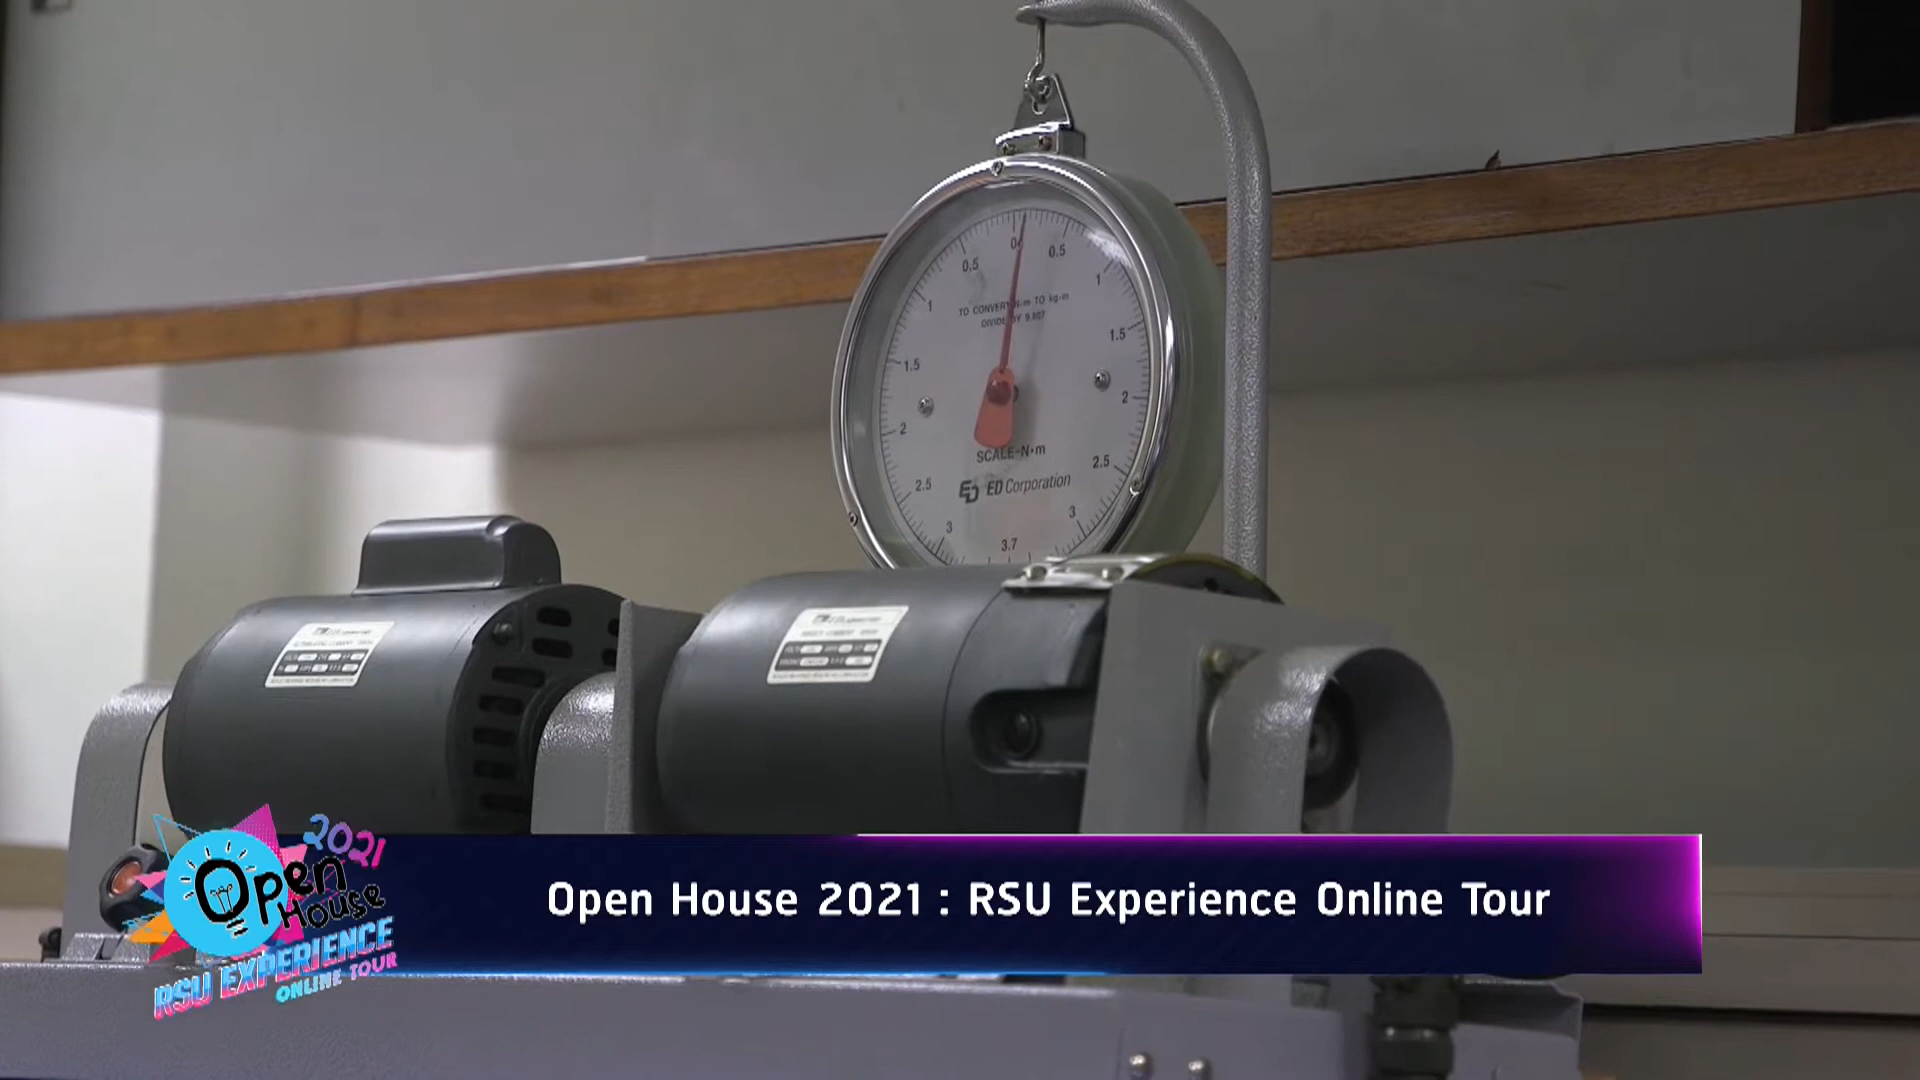 0
0.5
0.5
1
1
TO CONVERT N-m TO kg-m
DIVIDE BY 9.807
1.5
1.5
2
2
SCALE-N•m
ED ED Corporation
2.5
2.5
3
3
3.7
2021
Open
House
RSU EXPERIENCE
ONLINE TOUR
Open House 2021 : RSU Experience Online Tour